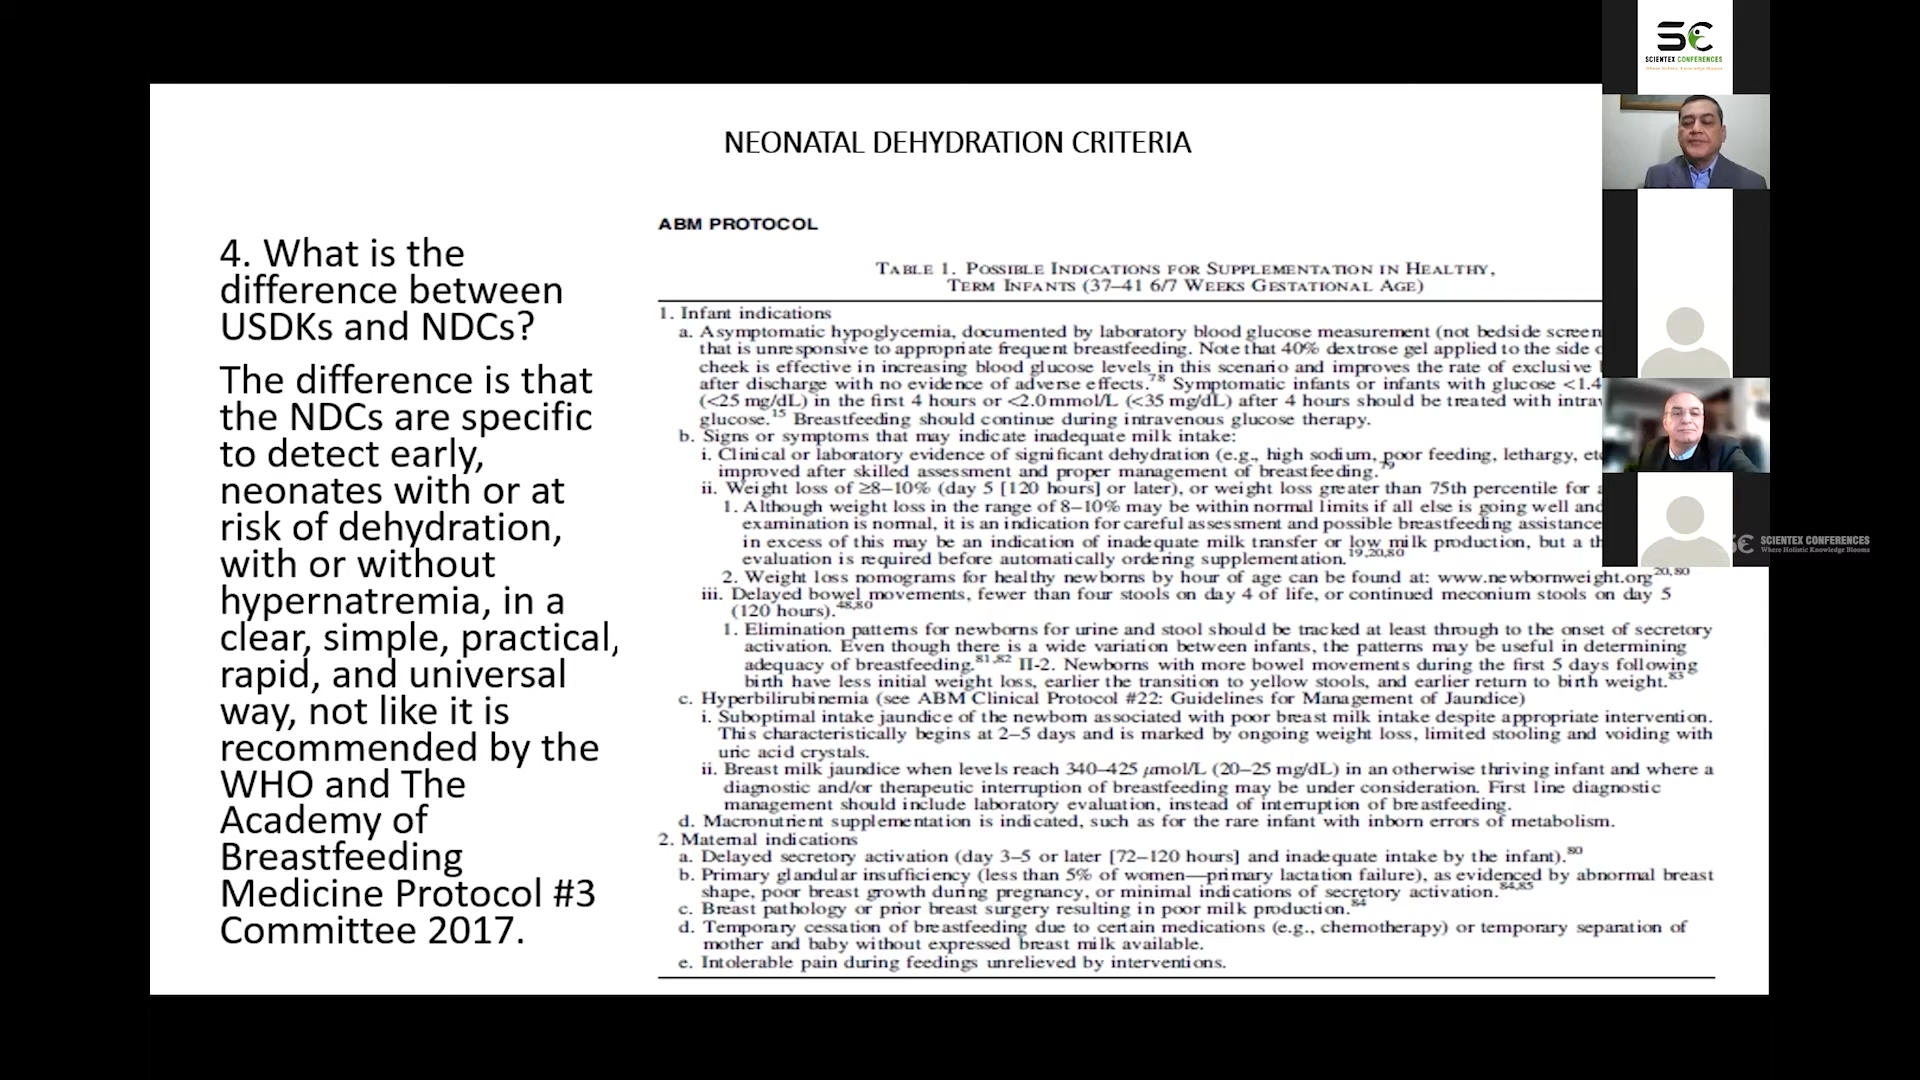 SC
SCIENTEX CONFERENCES
Where Holistic Knowledge Blooms
NEONATAL DEHYDRATION CRITERIA
4. What is the
difference between
USDKs and NDCs?
The difference is that
the NDCs are specific
to detect early,
neonates with or at
risk of dehydration,
with or without
hypernatremia, in a
clear, simple, practical,
rapid, and universal
way, not like it is
recommended by the
WHO and The
Academy of
Breastfeeding
Medicine Protocol #3
Committee 2017.
ABM PROTOCOL
TABLE 1. POSSIBLE INDICATIONS FOR SUPPLEMENTATION IN HEALTHY,
TERM INFANTS (37–41 6/7 WEEKS GESTATIONAL AGE)
1. Infant indications
a. Asymptomatic hypoglycemia, documented by laboratory blood glucose measurement (not bedside screen
that is unresponsive to appropriate frequent breastfeeding. Note that 40% dextrose gel applied to the side
cheek is effective in increasing blood glucose levels in this scenario and improves the rate of exclusive
after discharge with no evidence of adverse effects.78 Symptomatic infants or infants with glucose <1.4
(<25 mg/dL) in the first 4 hours or <2.0 mmol/L (<35 mg/dL) after 4 hours should be treated with intrav
glucose.15 Breastfeeding should continue during intravenous glucose therapy.
b. Signs or symptoms that may indicate inadequate milk intake:
i. Clinical or laboratory evidence of significant dehydration (e.g., high sodium, poor feeding, lethargy, etc
improved after skilled assessment and proper management of breastfeeding.79
ii. Weight loss of ≥8–10% (day 5 [120 hours] or later), or weight loss greater than 75th percentile for
1. Although weight loss in the range of 8–10% may be within normal limits if all else is going well and
examination is normal, it is an indication for careful assessment and possible breastfeeding assistance
in excess of this may be an indication of inadequate milk transfer or low milk production, but a th
evaluation is required before automatically ordering supplementation.19,20,80
2. Weight loss nomograms for healthy newborns by hour of age can be found at: www.newbornweight.org20,80
iii. Delayed bowel movements, fewer than four stools on day 4 of life, or continued meconium stools on day 5
(120 hours).48,80
1. Elimination patterns for newborns for urine and stool should be tracked at least through to the onset of secretory
activation. Even though there is a wide variation between infants, the patterns may be useful in determining
adequacy of breastfeeding.81,82 II-2. Newborns with more bowel movements during the first 5 days following
birth have less initial weight loss, earlier the transition to yellow stools, and earlier return to birth weight.83
c. Hyperbilirubinemia (see ABM Clinical Protocol #22: Guidelines for Management of Jaundice)
i. Suboptimal intake jaundice of the newborn associated with poor breast milk intake despite appropriate intervention.
This characteristically begins at 2–5 days and is marked by ongoing weight loss, limited stooling and voiding with
uric acid crystals.
ii. Breast milk jaundice when levels reach 340–425 μmol/L (20–25 mg/dL) in an otherwise thriving infant and where a
diagnostic and/or therapeutic interruption of breastfeeding may be under consideration. First line diagnostic
management should include laboratory evaluation, instead of interruption of breastfeeding.
d. Macronutrient supplementation is indicated, such as for the rare infant with inborn errors of metabolism.
2. Maternal indications
a. Delayed secretory activation (day 3–5 or later [72–120 hours] and inadequate intake by the infant).80
b. Primary glandular insufficiency (less than 5% of women—primary lactation failure), as evidenced by abnormal breast
shape, poor breast growth during pregnancy, or minimal indications of secretory activation.84,85
c. Breast pathology or prior breast surgery resulting in poor milk production.84
d. Temporary cessation of breastfeeding due to certain medications (e.g., chemotherapy) or temporary separation of
mother and baby without expressed breast milk available.
e. Intolerable pain during feedings unrelieved by interventions.
SCIENTEX CONFERENCES
Where Holistic Knowledge Blooms